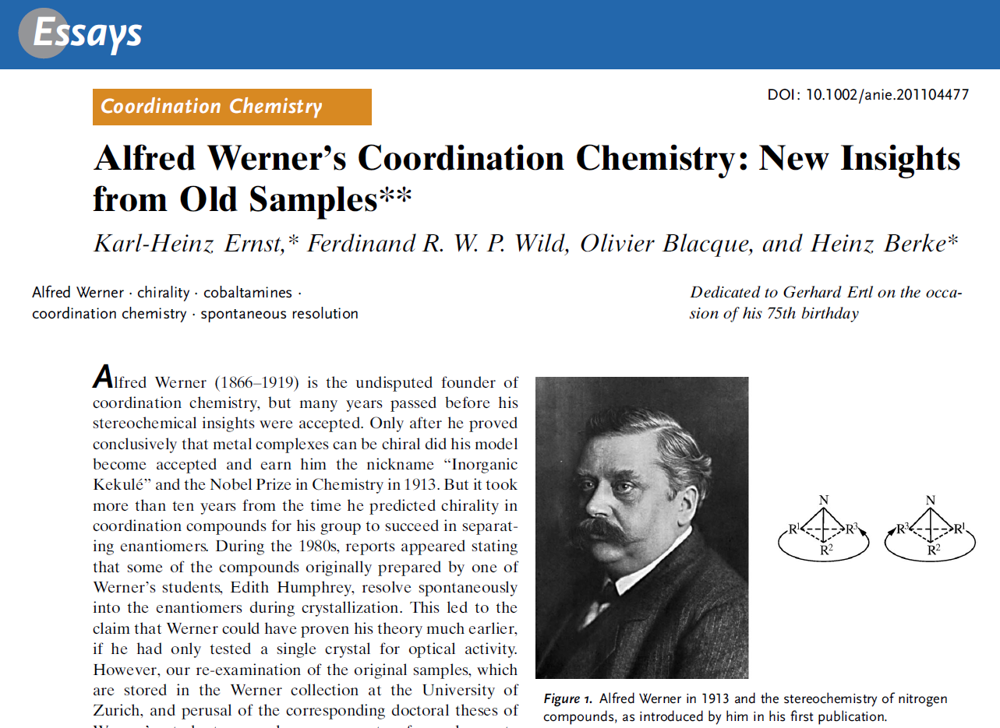 Essays
Coordination Chemistry
DOI: 10.1002/anie.201104477
Alfred Werner’s Coordination Chemistry: New Insights
from Old Samples**
Karl-Heinz Ernst,* Ferdinand R. W. P. Wild, Olivier Blacque, and Heinz Berke*
Alfred Werner · chirality · cobaltamines ·
coordination chemistry · spontaneous resolution
Dedicated to Gerhard Ertl on the occa-
sion of his 75th birthday
Alfred Werner (1866–1919) is the undisputed founder of
coordination chemistry, but many years passed before his
stereochemical insights were accepted. Only after he proved
conclusively that metal complexes can be chiral did his model
become accepted and earn him the nickname “Inorganic
Kekulé” and the Nobel Prize in Chemistry in 1913. But it took
more than ten years from the time he predicted chirality in
coordination compounds for his group to succeed in separat-
ing enantiomers. During the 1980s, reports appeared stating
that some of the compounds originally prepared by one of
Werner’s students, Edith Humphrey, resolve spontaneously
into the enantiomers during crystallization. This led to the
claim that Werner could have proven his theory much earlier,
if he had only tested a single crystal for optical activity.
However, our re-examination of the original samples, which
are stored in the Werner collection at the University of
Zurich, and perusal of the corresponding doctoral theses of
N N
R¹ R³ R³ R¹
R² R²
Figure 1. Alfred Werner in 1913 and the stereochemistry of nitrogen
compounds, as introduced by him in his first publication.